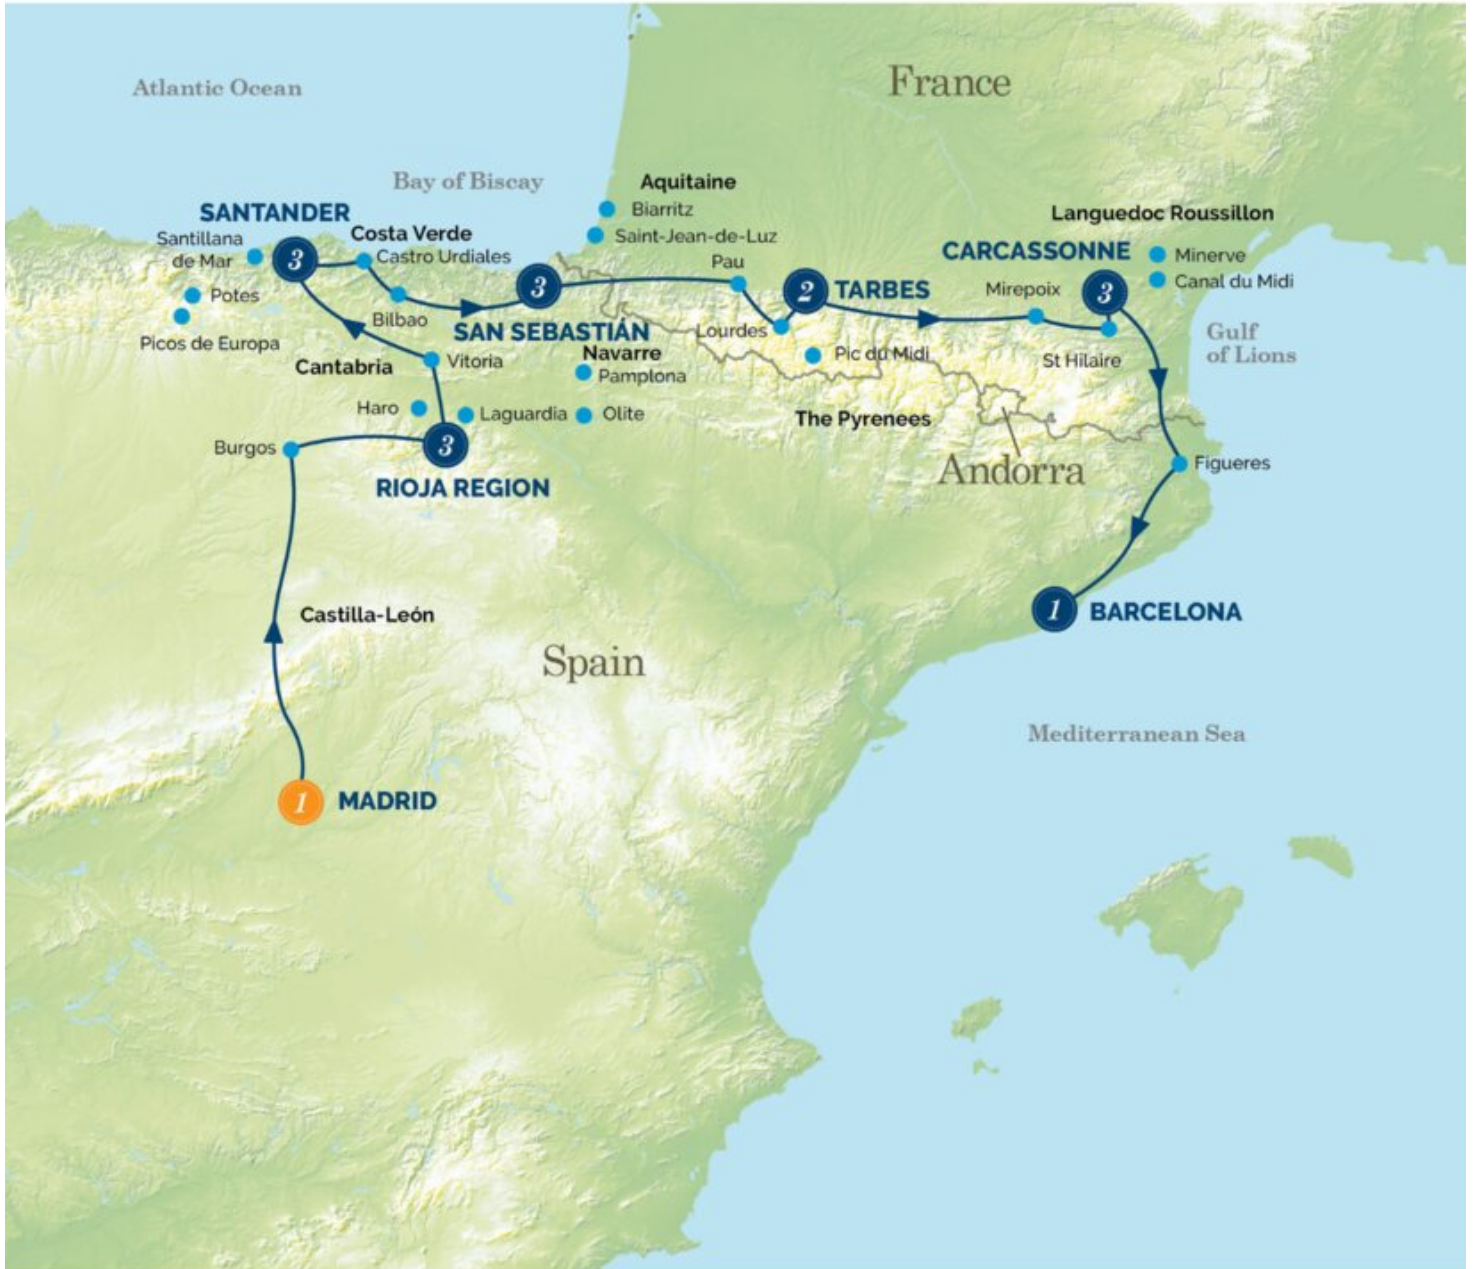 France
Atlantic Ocean
Bay of Biscay
Aquitaine
Biarritz
Saint-Jean-de-Luz
Pau
SANTANDER
Santillana
de Mar
3
Costa Verde
Castro Urdiales
Potes
Picos de Europa
Bilbao
3
SAN SEBASTIÁN
Languedoc Roussillon
CARCASSONNE
Minerve
Canal du Midi
Mirepoix
3
2
TARBES
Lourdes
Pic du Midi
St Hilaire
Gulf
of Lions
Cantabria
Vitoria
Navarre
Pamplona
Haro
Laguardia
Olite
The Pyrenees
Burgos
3
RIOJA REGION
Andorra
Figueres
Castilla-León
1
BARCELONA
Spain
Mediterranean Sea
1
MADRID